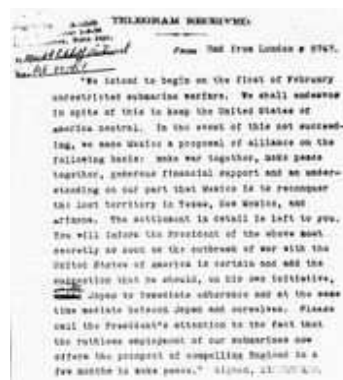 TELEGRAM RECEIVED.
From 2nd from London # 5747.
"We intend to begin on the first of February
unrestricted submarine warfare. We shall endeavor
in spite of this to keep the United States of
america neutral. In the event of this not succeed-
ing, we make Mexico a proposal of alliance on the
following basis: make war together, make peace
together, generous financial support and an under-
standing on our part that Mexico is to reconquer
the lost territory in Texas, New Mexico, and
arizona. The settlement in detail is left to you.
You will inform the President of the above most
secretly as soon as the outbreak of war with the
United States of America is certain and add the
suggestion that he should, on his own initiative,
Japan to immediate adherence and at the same
time mediate between Japan and ourselves. Please
call the President's attention to the fact that
the ruthless employment of our submarines now
offers the prospect of compelling England in a
few months to make peace." Signed,